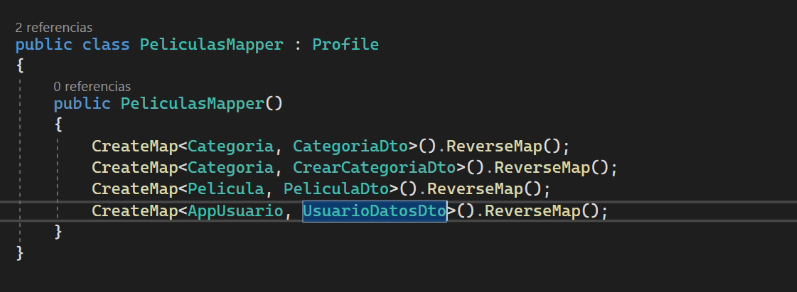 2 referencias
public class PeliculasMapper : Profile
{
0 referencias
public PeliculasMapper()
{
CreateMap<Categoria, CategoriaDto>().ReverseMap();
CreateMap<Categoria, CrearCategoriaDto>().ReverseMap();
CreateMap<Pelicula, PeliculaDto>().ReverseMap();
CreateMap<AppUsuario, UsuarioDatosDto>().ReverseMap();
}
}